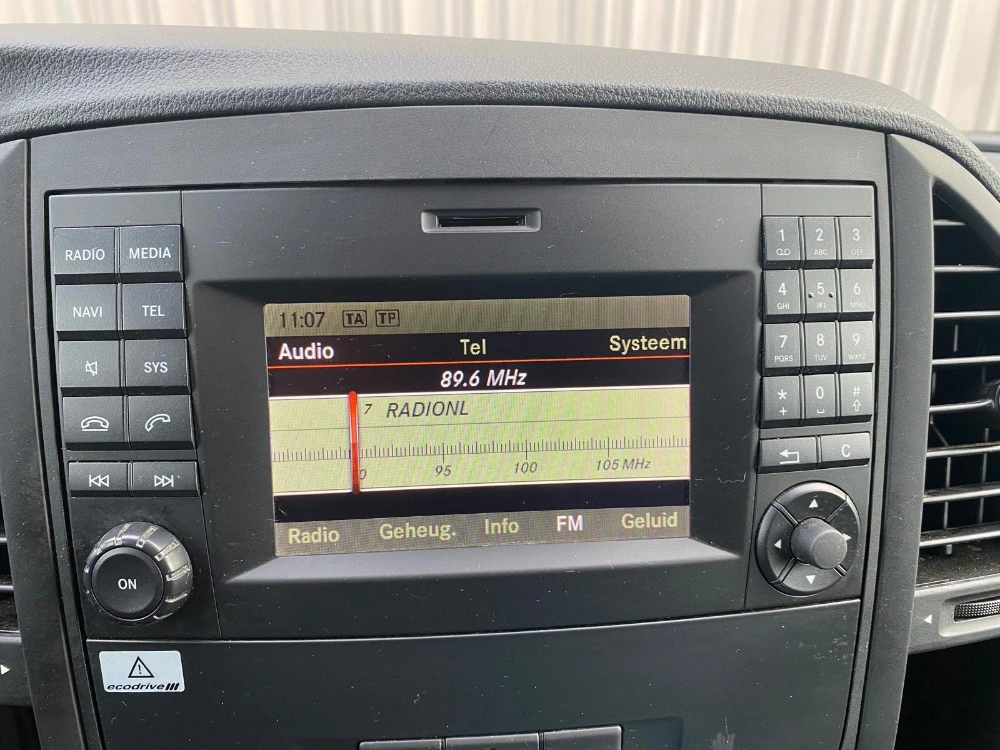 RADIO MEDIA
NAVI TEL
SYS
ON
ecodrive
11:07 TA TP
Audio Tel Systeem
89.6 MHz
7 RADIONL
95 100 105 MHz
Radio Geheug. Info FM Geluid
1 2 ABC 3 DEF
4 GHI 5 JKL 6 MNO
7 PQRS 8 TUV 9 WXYZ
* + 0 #
C